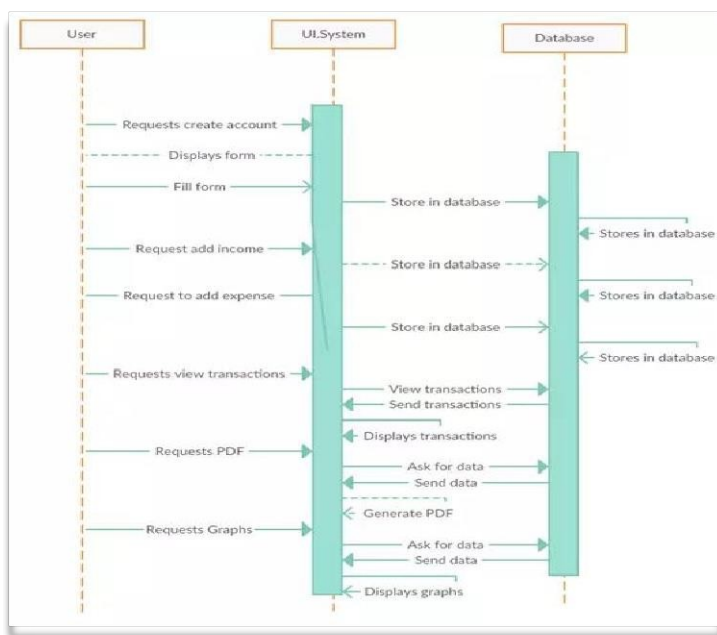 User
UI.System
Database
Requests create account
Displays form
Fill form
Store in database
Stores in database
Request add income
Store in database
Request to add expense
Stores in database
Store in database
Stores in database
Requests view transactions
View transactions
Send transactions
Displays transactions
Requests PDF
Ask for data
Send data
Generate PDF
Requests Graphs
Ask for data
Send data
Displays graphs